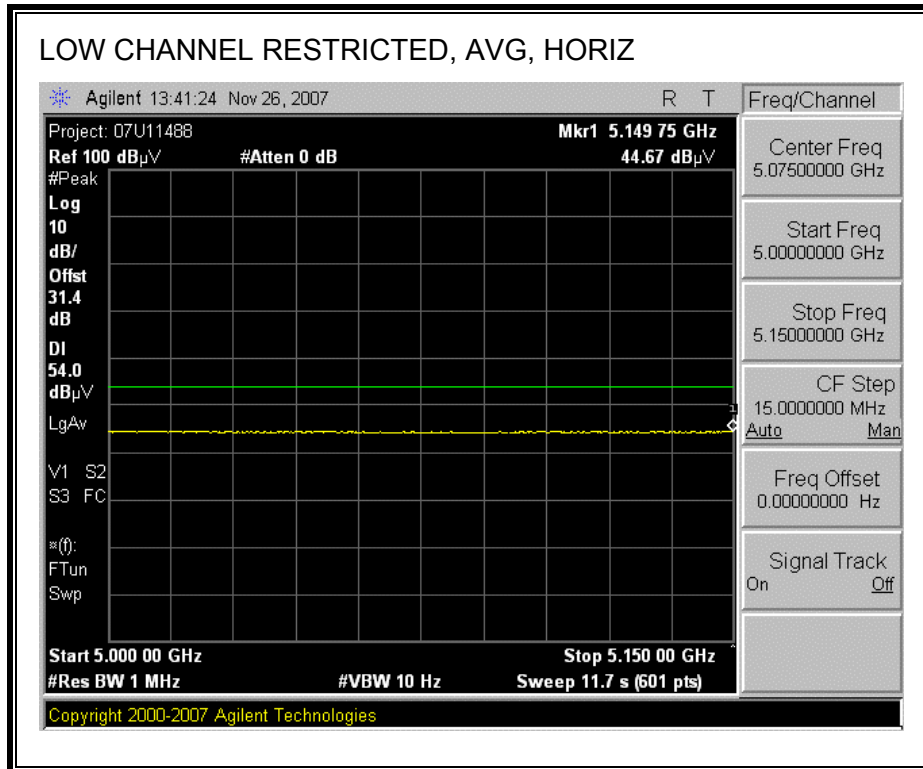 LOW CHANNEL RESTRICTED, AVG, HORIZ
Agilent 13:41:24 Nov 26, 2007 R T
Project: 07U11488 Mkr1 5.149 75 GHz
Ref 100 dBµV #Atten 0 dB 44.67 dBµV
#Peak
Log
10
dB/
Offst
31.4
dB
DI
54.0
dBµV
LgAv
1
V1 S2
S3 FC
¤(f):
FTun
Swp
Start 5.000 00 GHz Stop 5.150 00 GHz ^
#Res BW 1 MHz #VBW 10 Hz Sweep 11.7 s (601 pts)
Copyright 2000-2007 Agilent Technologies
Freq/Channel
Center Freq
5.07500000 GHz
Start Freq
5.00000000 GHz
Stop Freq
5.15000000 GHz
CF Step
15.0000000 MHz
Auto Man
Freq Offset
0.00000000 Hz
Signal Track
On Off